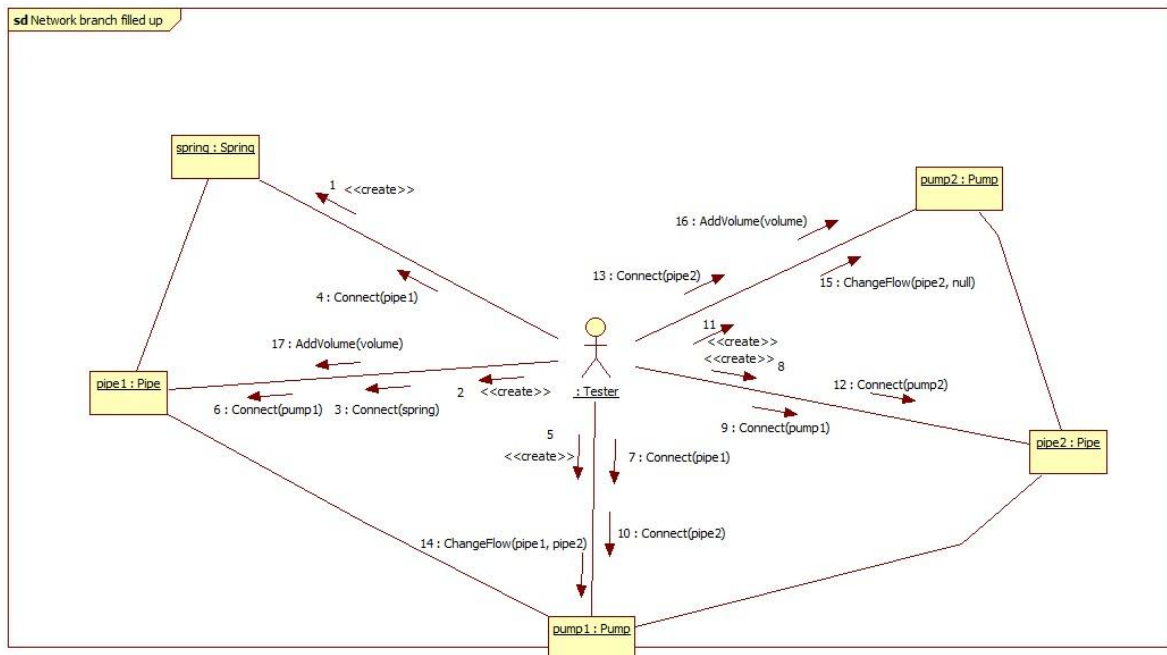 sd Network branch filled up
spring : Spring
pump2 : Pump
1 <<create>>
16 : AddVolume(volume)
13 : Connect(pipe2)
15 : ChangeFlow(pipe2, null)
4 : Connect(pipe1)
11
<<create>>
17 : AddVolume(volume)
<<create>>
8
pipe1 : Pipe
2 <<create>>
: Tester
12 : Connect(pump2)
6 : Connect(pump1)
3 : Connect(spring)
9 : Connect(pump1)
5
<<create>>
7 : Connect(pipe1)
pipe2 : Pipe
10 : Connect(pipe2)
14 : ChangeFlow(pipe1, pipe2)
pump1 : Pump